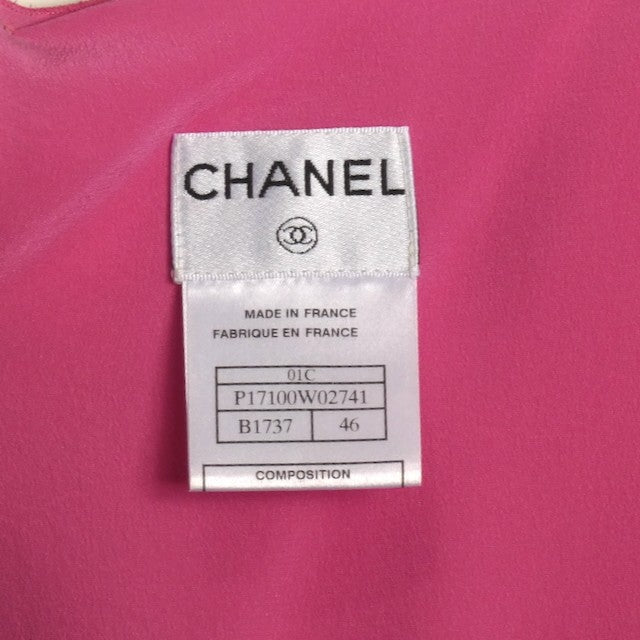 CHANEL
MADE IN FRANCE
FABRIQUE EN FRANCE
01C
P17100W02741
B1737 46
COMPOSITION